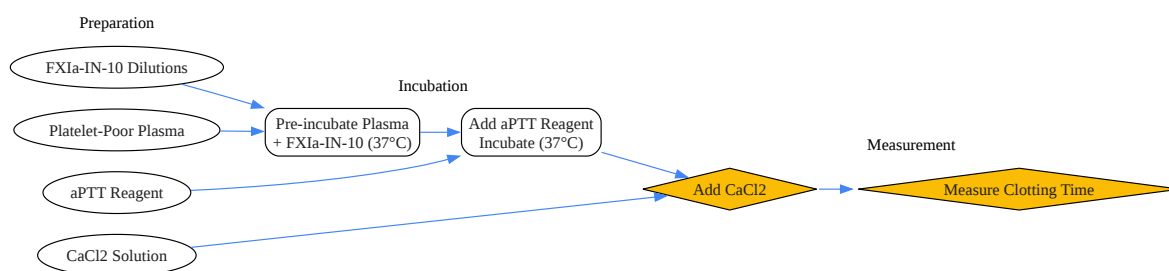 Preparation
FXIa-IN-10 Dilutions
Platelet-Poor Plasma
aPTT Reagent
CaCl2 Solution
Incubation
Pre-incubate Plasma
+ FXIa-IN-10 (37°C)
Add aPTT Reagent
Incubate (37°C)
Add CaCl2
Measurement
Measure Clotting Time